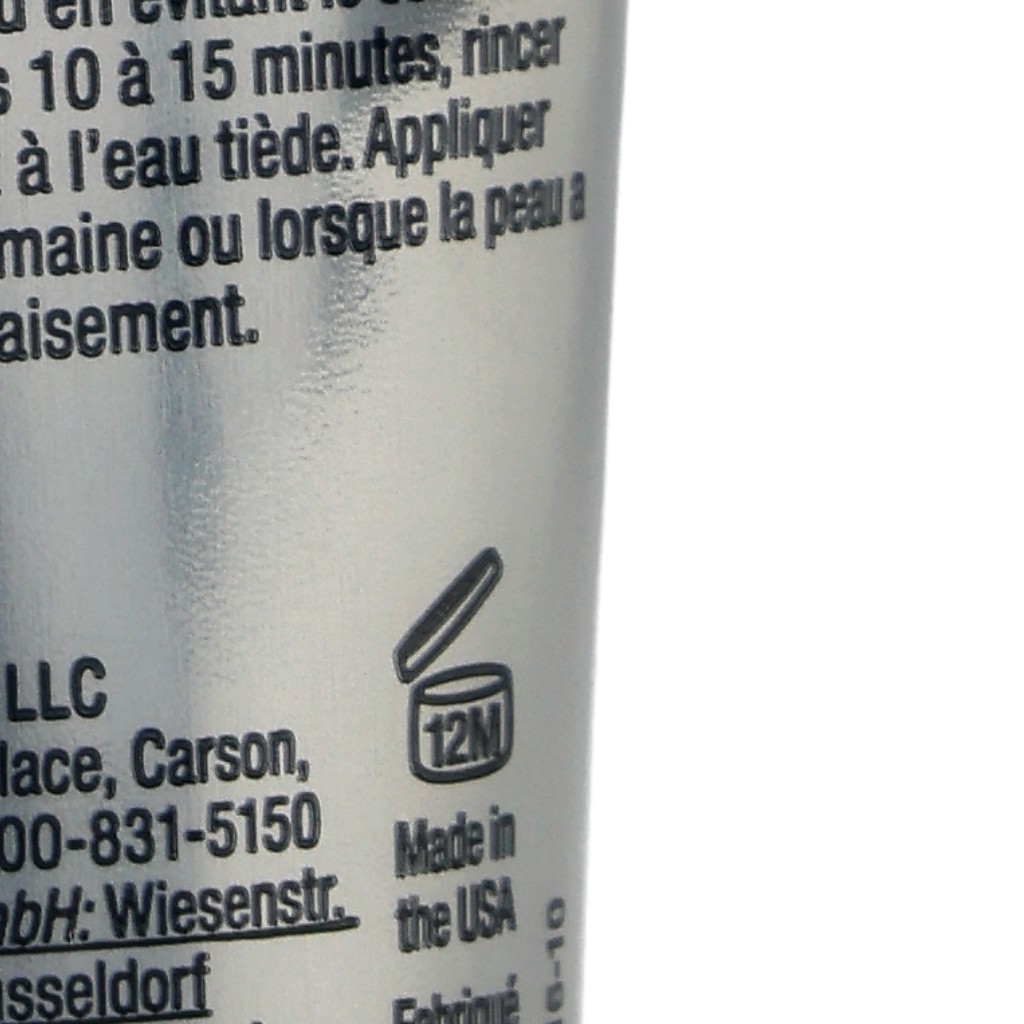 10 à 15 minutes, rincer
à l'eau tiède. Appliquer
maine ou lorsque la peau a
aisement.
LLC
lace, Carson,
00-831-5150
bH: Wiesenstr.
sseldorf
12M
Made in
the USA
Fabriqué